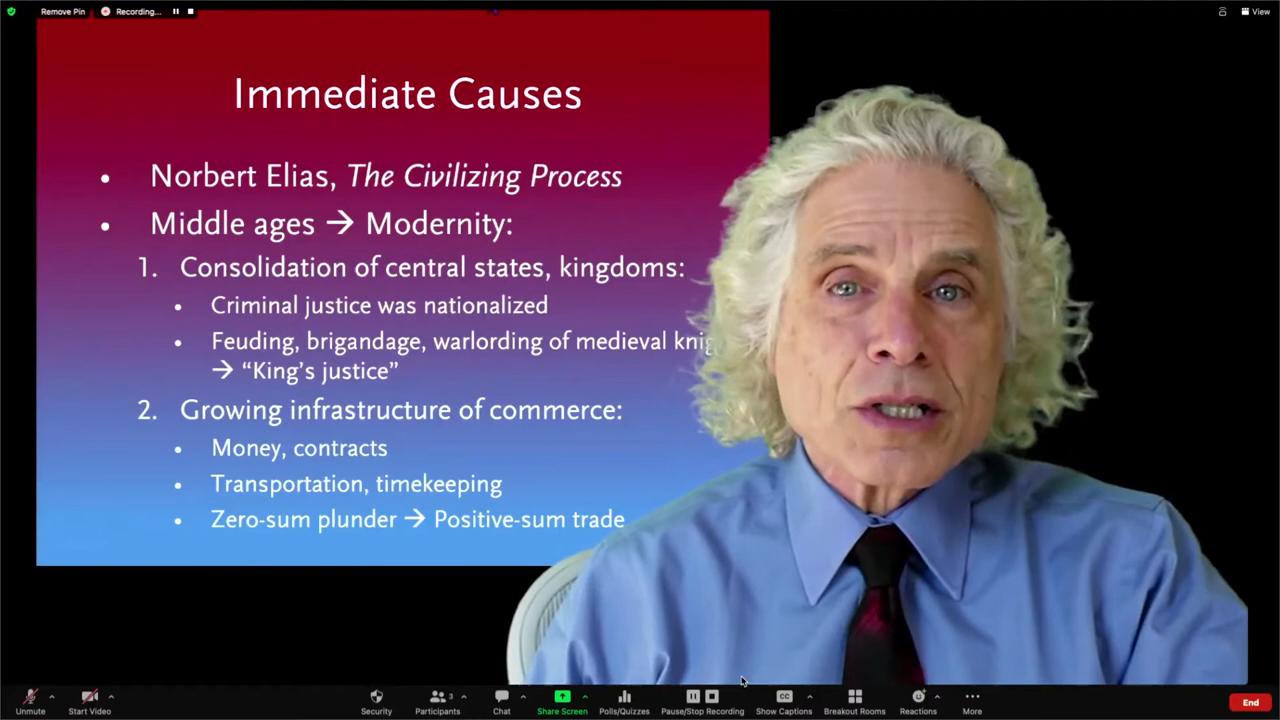 Remove Pin
Recording...
View
Immediate Causes
• Norbert Elias, The Civilizing Process
• Middle ages → Modernity:
1. Consolidation of central states, kingdoms:
• Criminal justice was nationalized
• Feuding, brigandage, warlording of medieval
→ “King’s justice”
2. Growing infrastructure of commerce:
• Money, contracts
• Transportation, timekeeping
• Zero-sum plunder → Positive-sum trade
3
CC
Unmute
Start Video
Security
Participants
Chat
Share Screen
Polls/Quizzes
Pause/Stop Recording
Show Captions
Breakout Rooms
Reactions
More
End